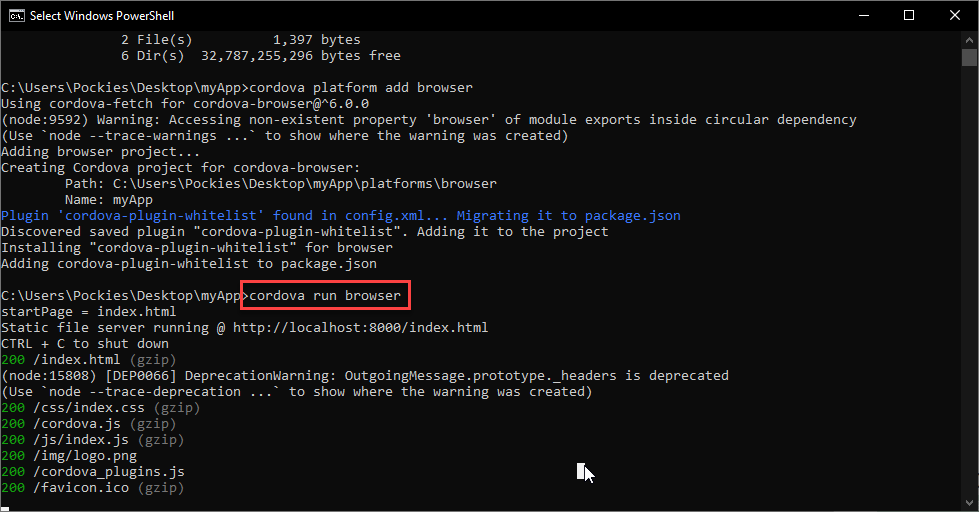 Select Windows PowerShell
2 File(s) 1,397 bytes
6 Dir(s) 32,787,255,296 bytes free
C:\Users\Pockies\Desktop\myApp>cordova platform add browser
Using cordova-fetch for cordova-browser@^6.0.0
(node:9592) Warning: Accessing non-existent property 'browser' of module exports inside circular dependency
(Use `node --trace-warnings ...` to show where the warning was created)
Adding browser project...
Creating Cordova project for cordova-browser:
Path: C:\Users\Pockies\Desktop\myApp\platforms\browser
Name: myApp
Plugin 'cordova-plugin-whitelist' found in config.xml... Migrating it to package.json
Discovered saved plugin "cordova-plugin-whitelist". Adding it to the project
Installing "cordova-plugin-whitelist" for browser
Adding cordova-plugin-whitelist to package.json
C:\Users\Pockies\Desktop\myApp>cordova run browser
startPage = index.html
Static file server running @ http://localhost:8000/index.html
CTRL + C to shut down
200 /index.html (gzip)
(node:15808) [DEP0066] DeprecationWarning: OutgoingMessage.prototype._headers is deprecated
(Use `node --trace-deprecation ...` to show where the warning was created)
200 /css/index.css (gzip)
200 /cordova.js (gzip)
200 /js/index.js (gzip)
200 /img/logo.png
200 /cordova_plugins.js
200 /favicon.ico (gzip)